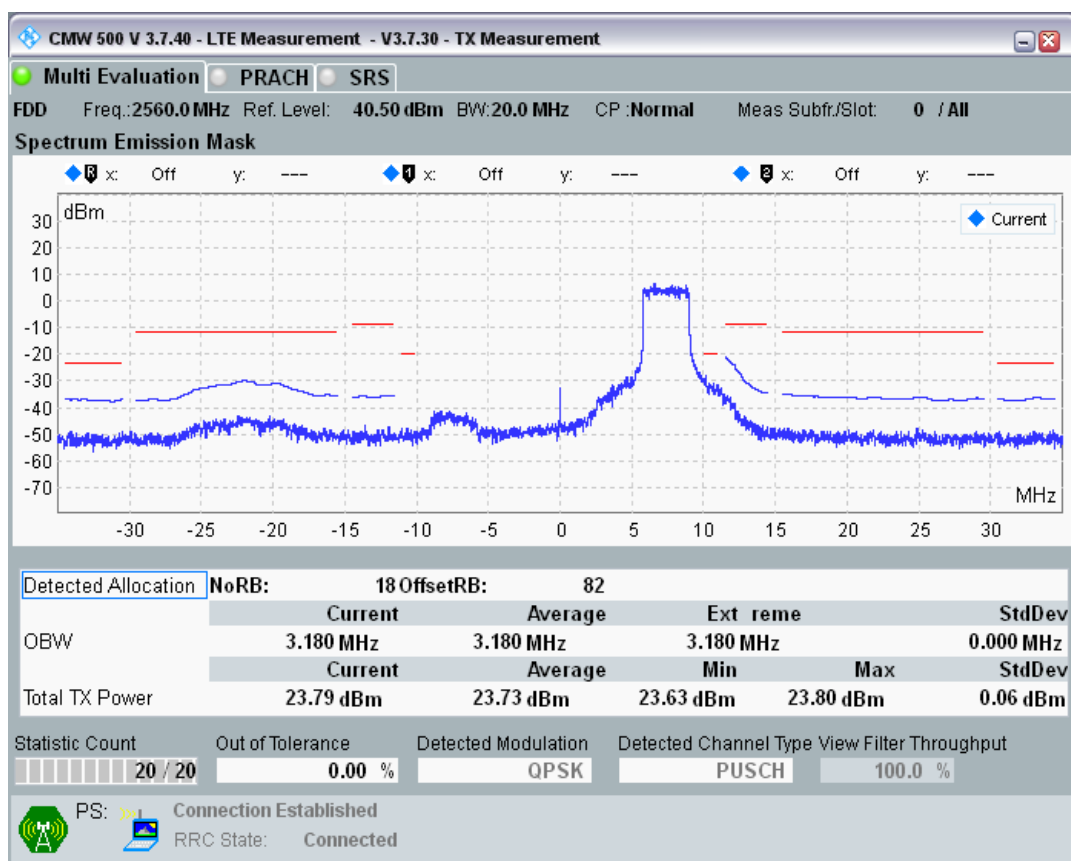 CMW 500 V 3.7.40 - LTE Measurement - V3.7.30 - TX Measurement
Multi Evaluation PRACH SRS
FDD Freq.:2560.0 MHz Ref. Level: 40.50 dBm BW:20.0 MHz CP :Normal Meas Subfr./Slot: 0 / All
Spectrum Emission Mask
R x: Off y: --- 1 x: Off y: --- 2 x: Off y: ---
dBm
Current
30
20
10
0
-10
-20
-30
-40
-50
-60
-70
MHz
-30 -25 -20 -15 -10 -5 0 5 10 15 20 25 30
Detected Allocation NoRB: 18 OffsetRB: 82
Current Average Ext reme StdDev
OBW 3.180 MHz 3.180 MHz 3.180 MHz 0.000 MHz
Current Average Min Max StdDev
Total TX Power 23.79 dBm 23.73 dBm 23.63 dBm 23.80 dBm 0.06 dBm
Statistic Count Out of Tolerance Detected Modulation Detected Channel Type View Filter Throughput
20 / 20 0.00 % QPSK PUSCH 100.0 %
PS: Connection Established
RRC State: Connected